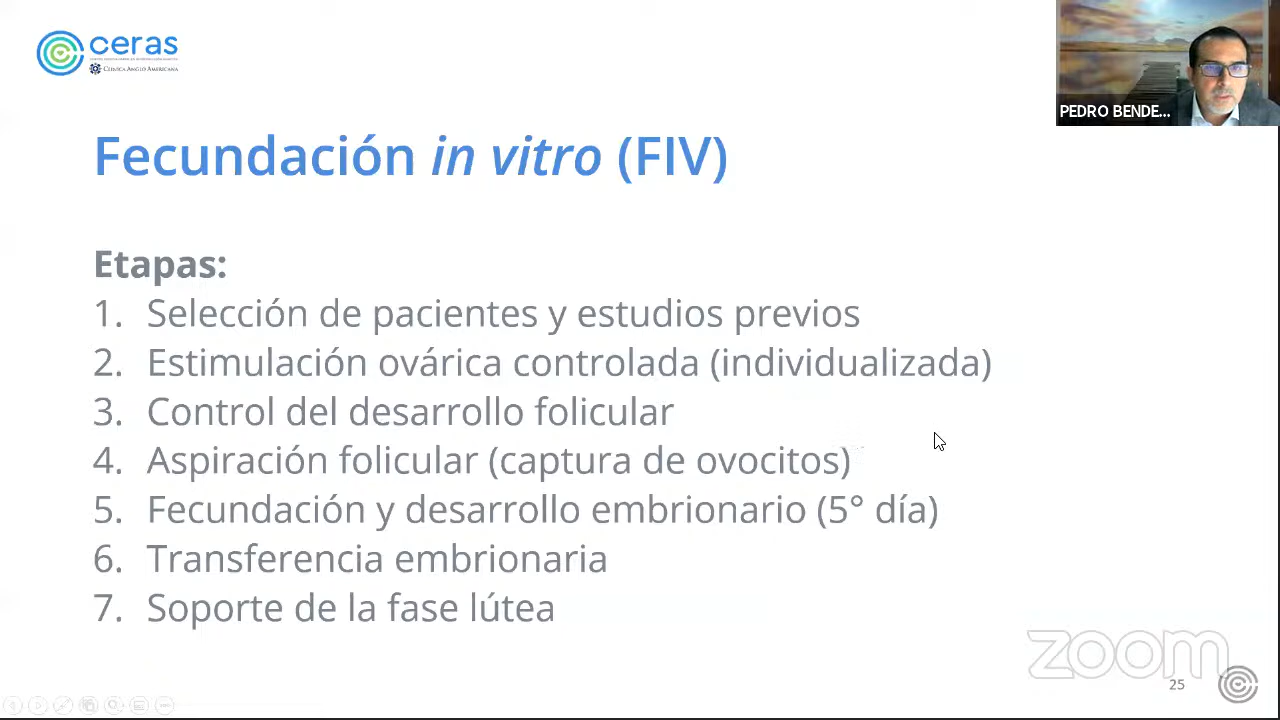 ceras
CLÍNICA ANGLO AMERICANA
PEDRO BENDE...
Fecundación in vitro (FIV)
Etapas:
1. Selección de pacientes y estudios previos
2. Estimulación ovárica controlada (individualizada)
3. Control del desarrollo folicular
4. Aspiración folicular (captura de ovocitos)
5. Fecundación y desarrollo embrionario (5° día)
6. Transferencia embrionaria
7. Soporte de la fase lútea
zoom
25